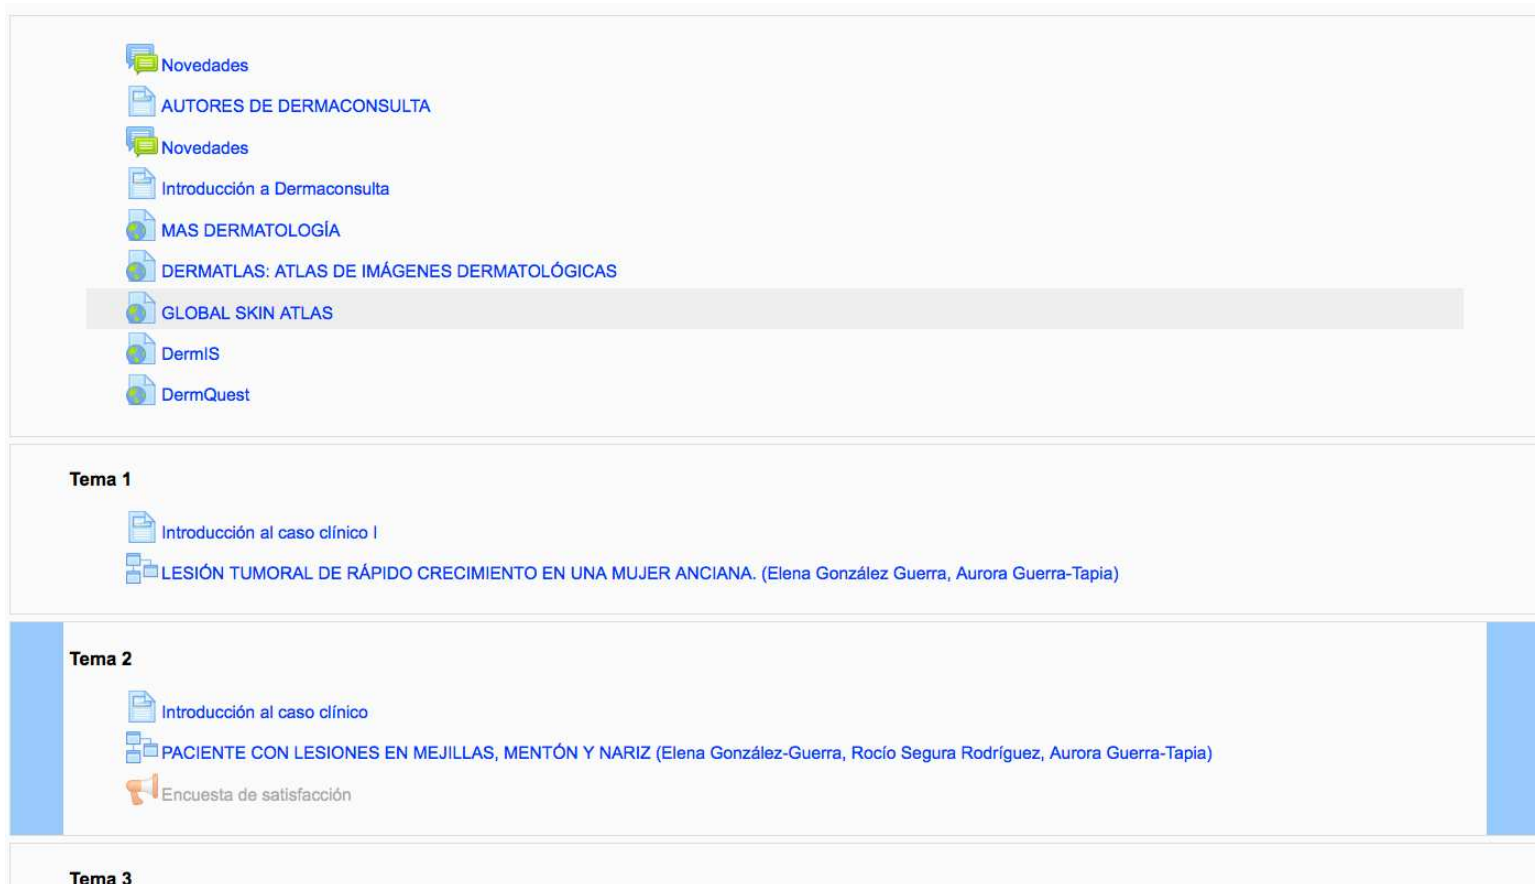 Novedades
AUTORES DE DERMACONSULTA
Novedades
Introducción a Dermaconsulta
MAS DERMATOLOGÍA
DERMATLAS: ATLAS DE IMÁGENES DERMATOLÓGICAS
GLOBAL SKIN ATLAS
DermIS
DermQuest
Tema 1
Introducción al caso clínico I
LESIÓN TUMORAL DE RÁPIDO CRECIMIENTO EN UNA MUJER ANCIANA. (Elena González Guerra, Aurora Guerra-Tapia)
Tema 2
Introducción al caso clínico
PACIENTE CON LESIONES EN MEJILLAS, MENTÓN Y NARIZ (Elena González-Guerra, Rocío Segura Rodríguez, Aurora Guerra-Tapia)
Encuesta de satisfacción
Tema 3